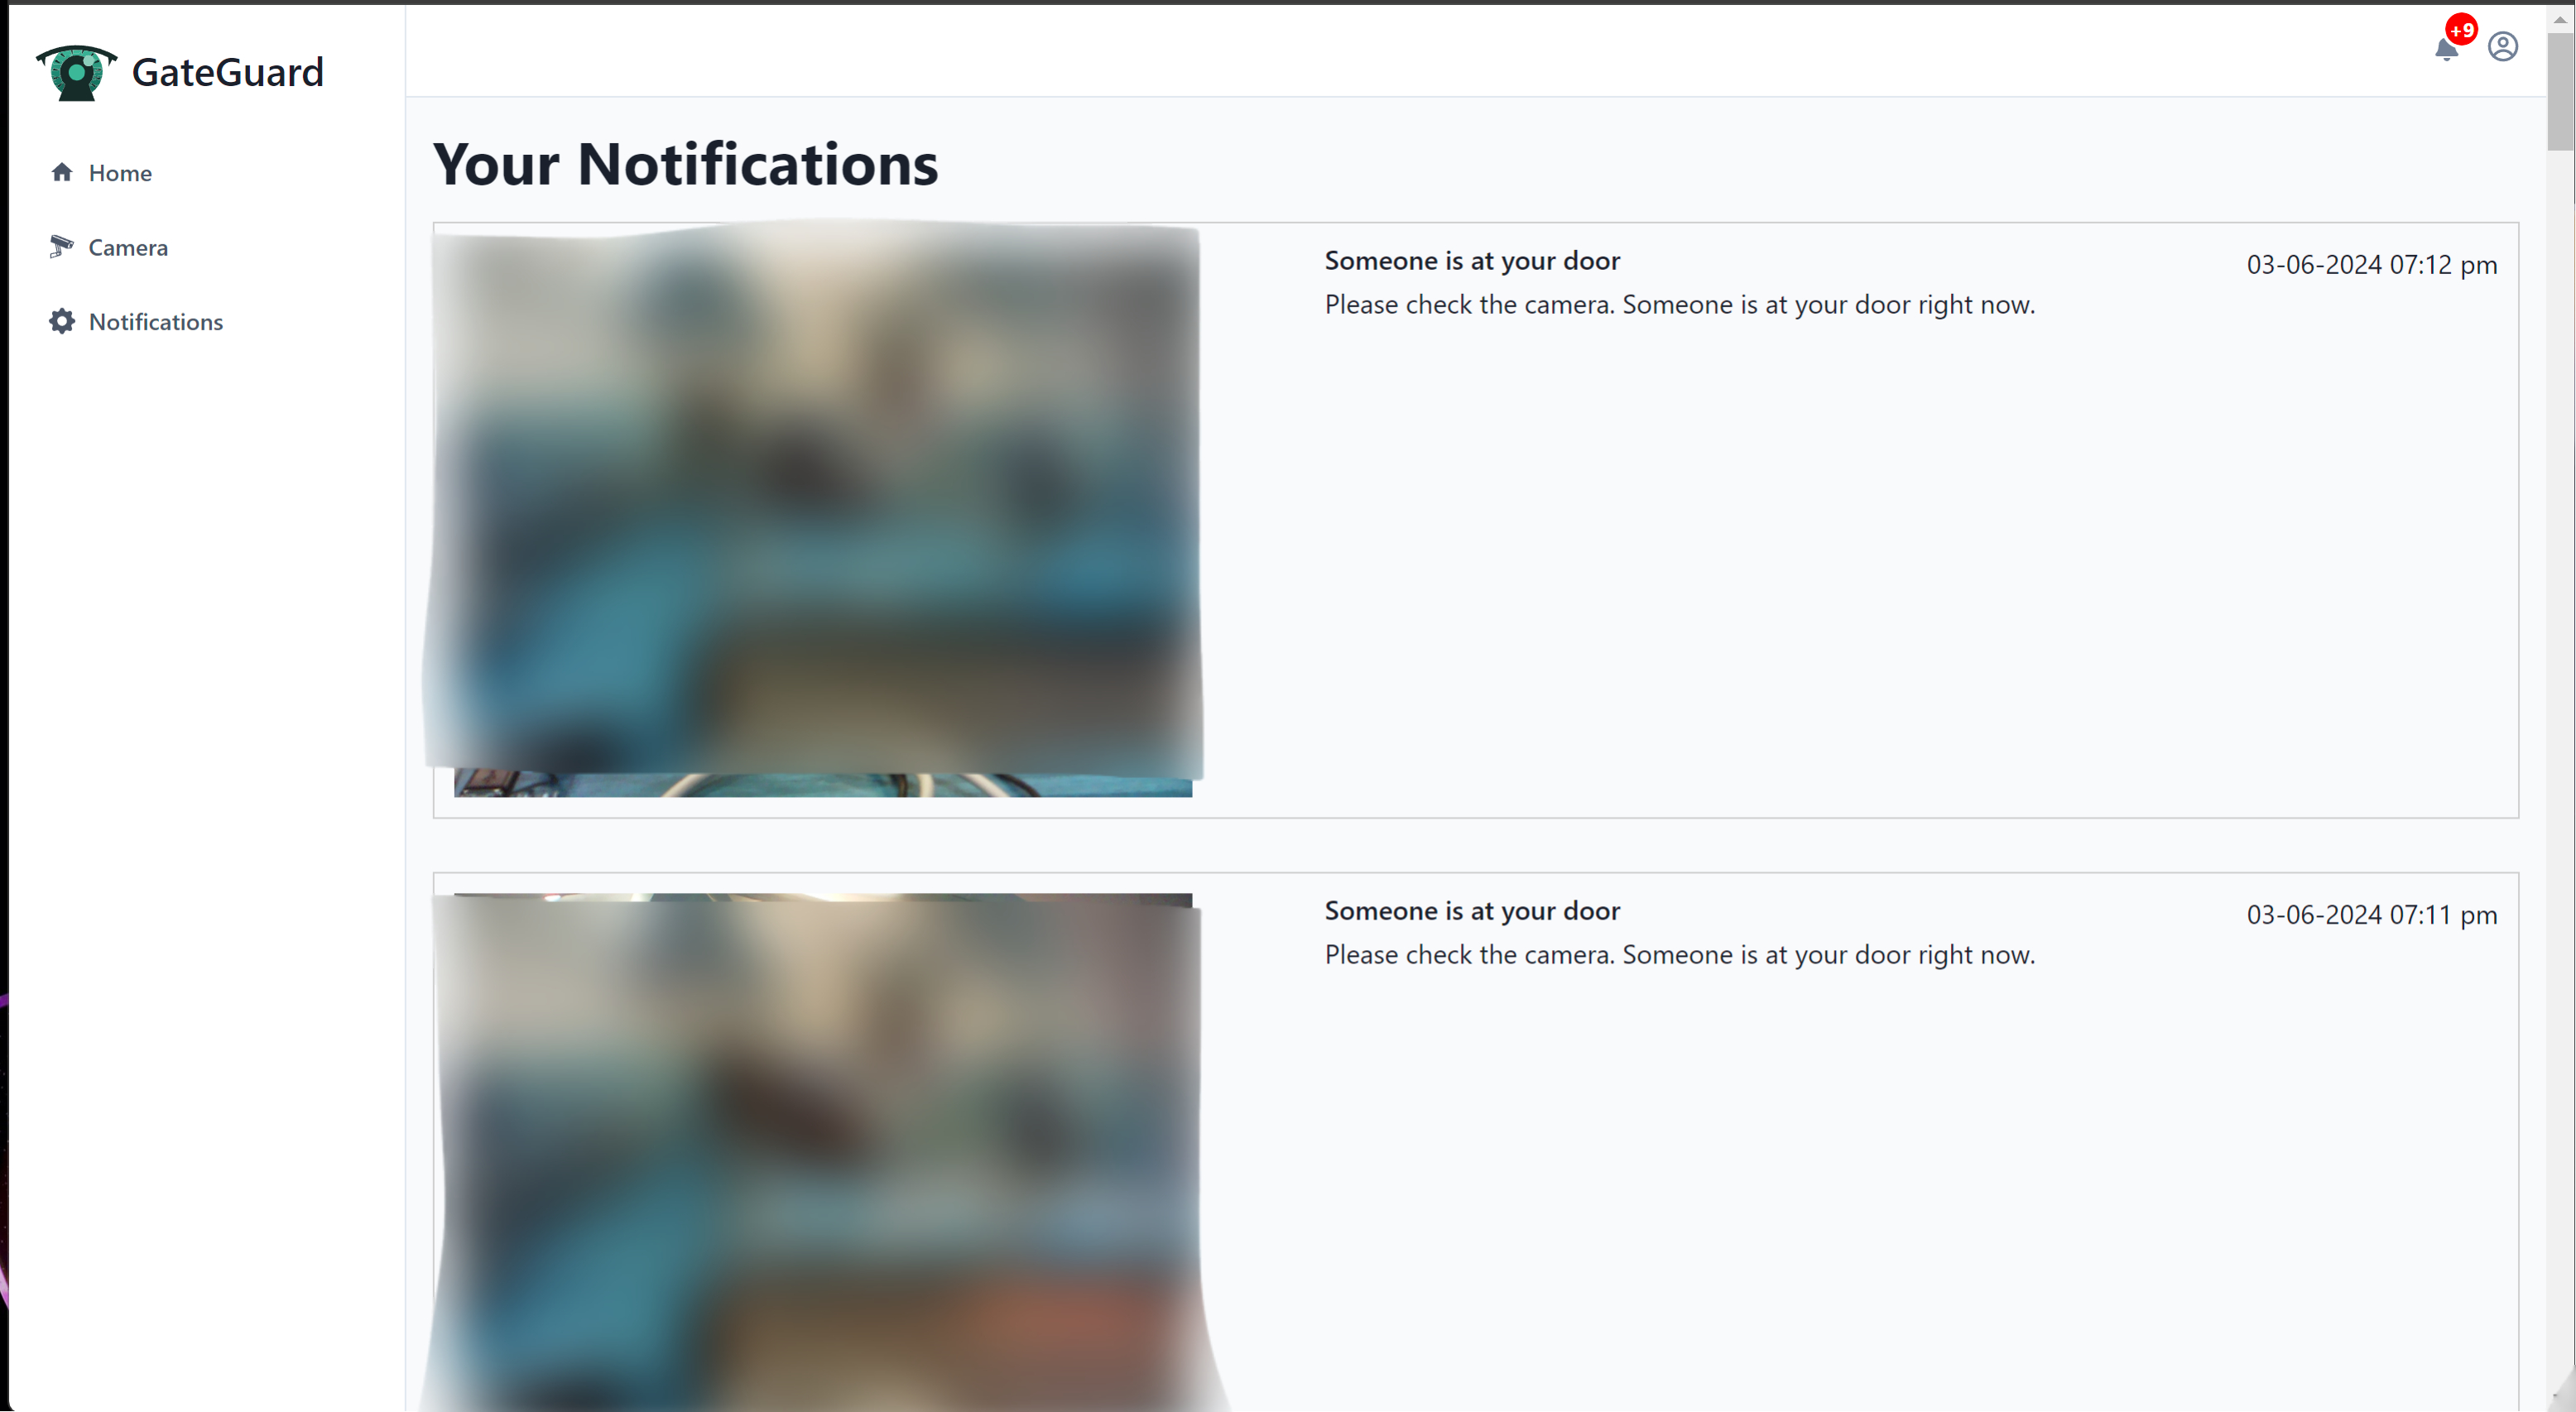 GateGuard
+9
Home
Camera
Notifications
Your Notifications
Someone is at your door
03-06-2024 07:12 pm
Please check the camera. Someone is at your door right now.
Someone is at your door
03-06-2024 07:11 pm
Please check the camera. Someone is at your door right now.